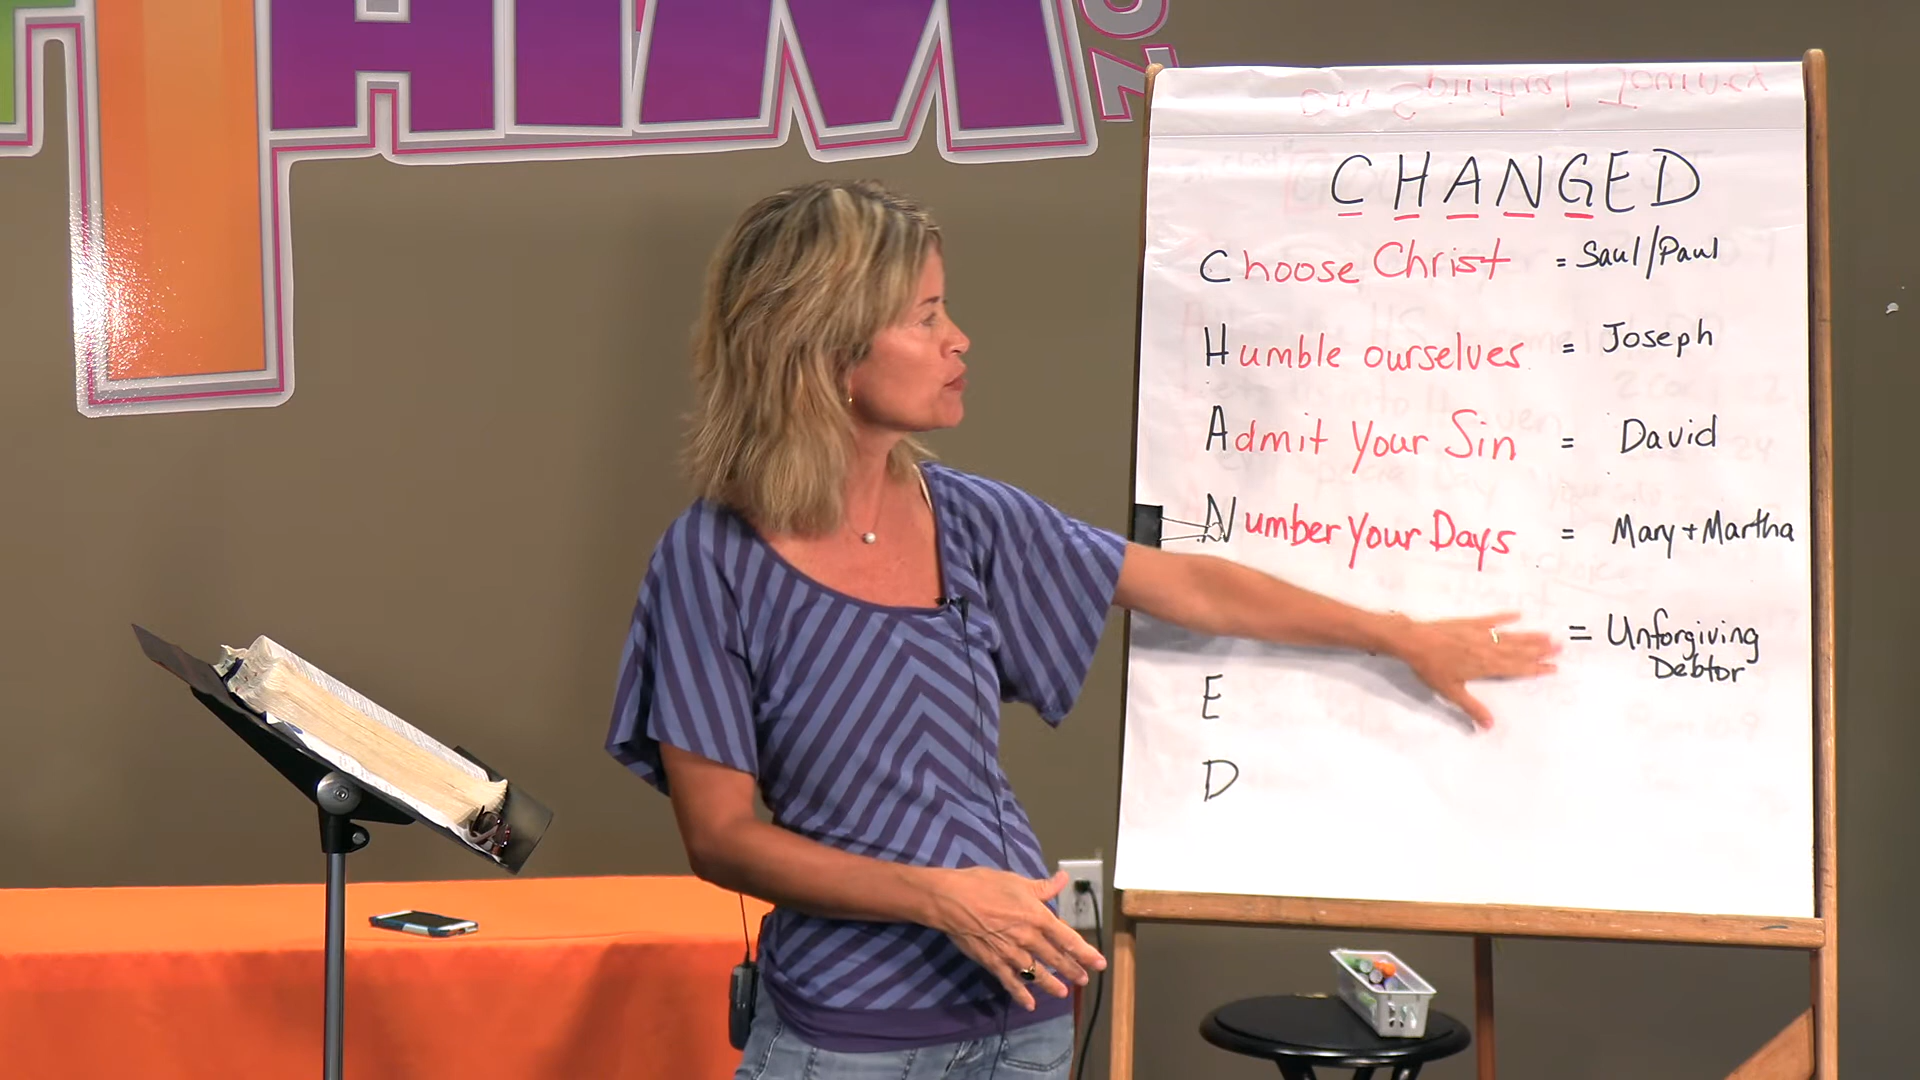 HIM
CHANGED
Choose Christ = Saul/Paul
Humble ourselves = Joseph
Admit Your Sin = David
Number Your Days = Mary + Martha
= Unforgiving
Debtor
E
D